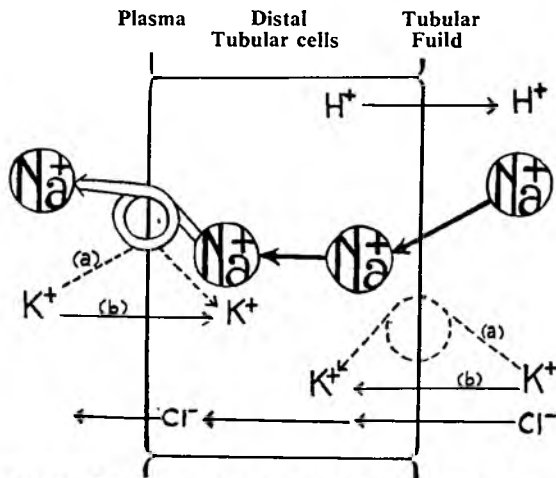 Plasma Distal Tubular
Tubular cells Fuild
H+ H+
Na+ Na+
Na+ Na+
(a)
K+ (b) K+
(a)
K+ (b) K+
Cl- Cl-